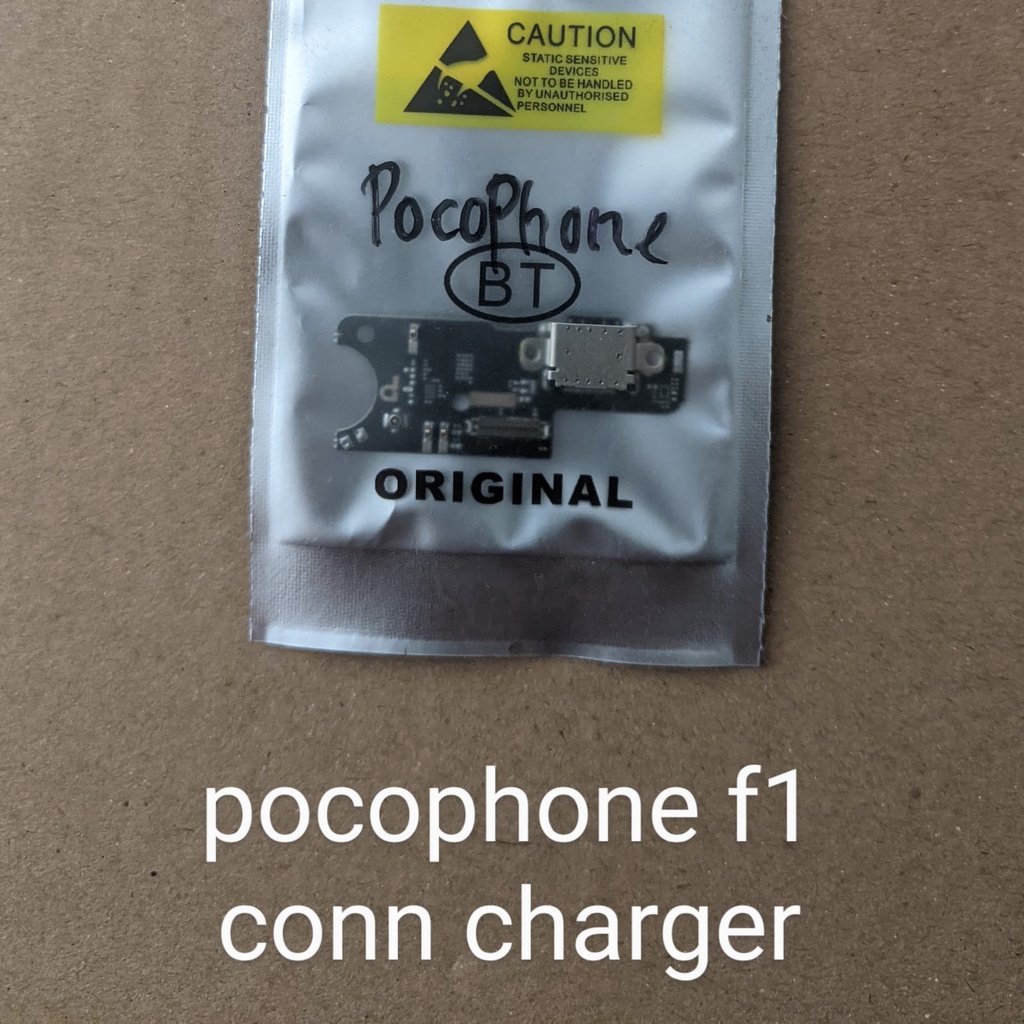 CAUTION
STATIC SENSITIVE
DEVICES
NOT TO BE HANDLED
BY UNAUTHORISED
PERSONNEL
PocoPhone
BT
ORIGINAL
pocophone f1
conn charger